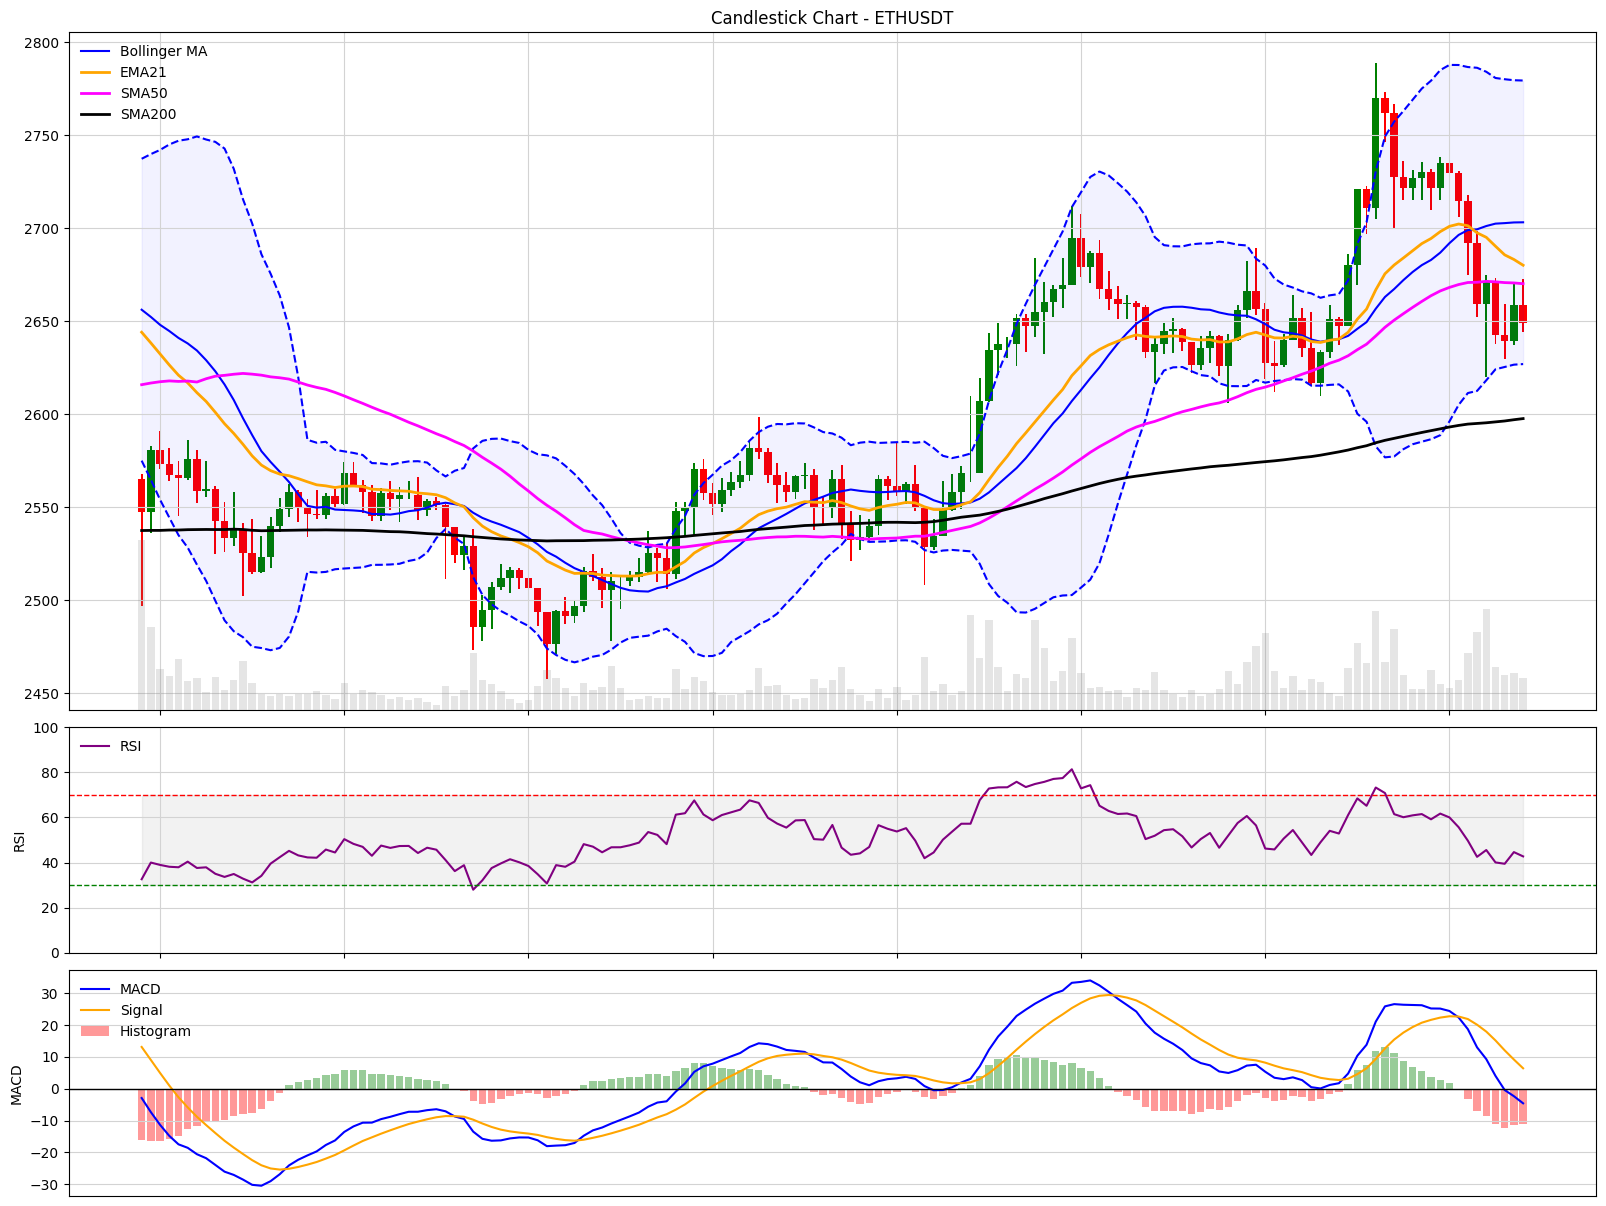 Candlestick Chart - ETHUSDT
Bollinger MA
EMA21
SMA50
SMA200
2800
2750
2700
2650
2600
2550
2500
2450
RSI
100
80
60
40
20
0
RSI
MACD
Signal
Histogram
30
20
10
0
−10
−20
−30
MACD